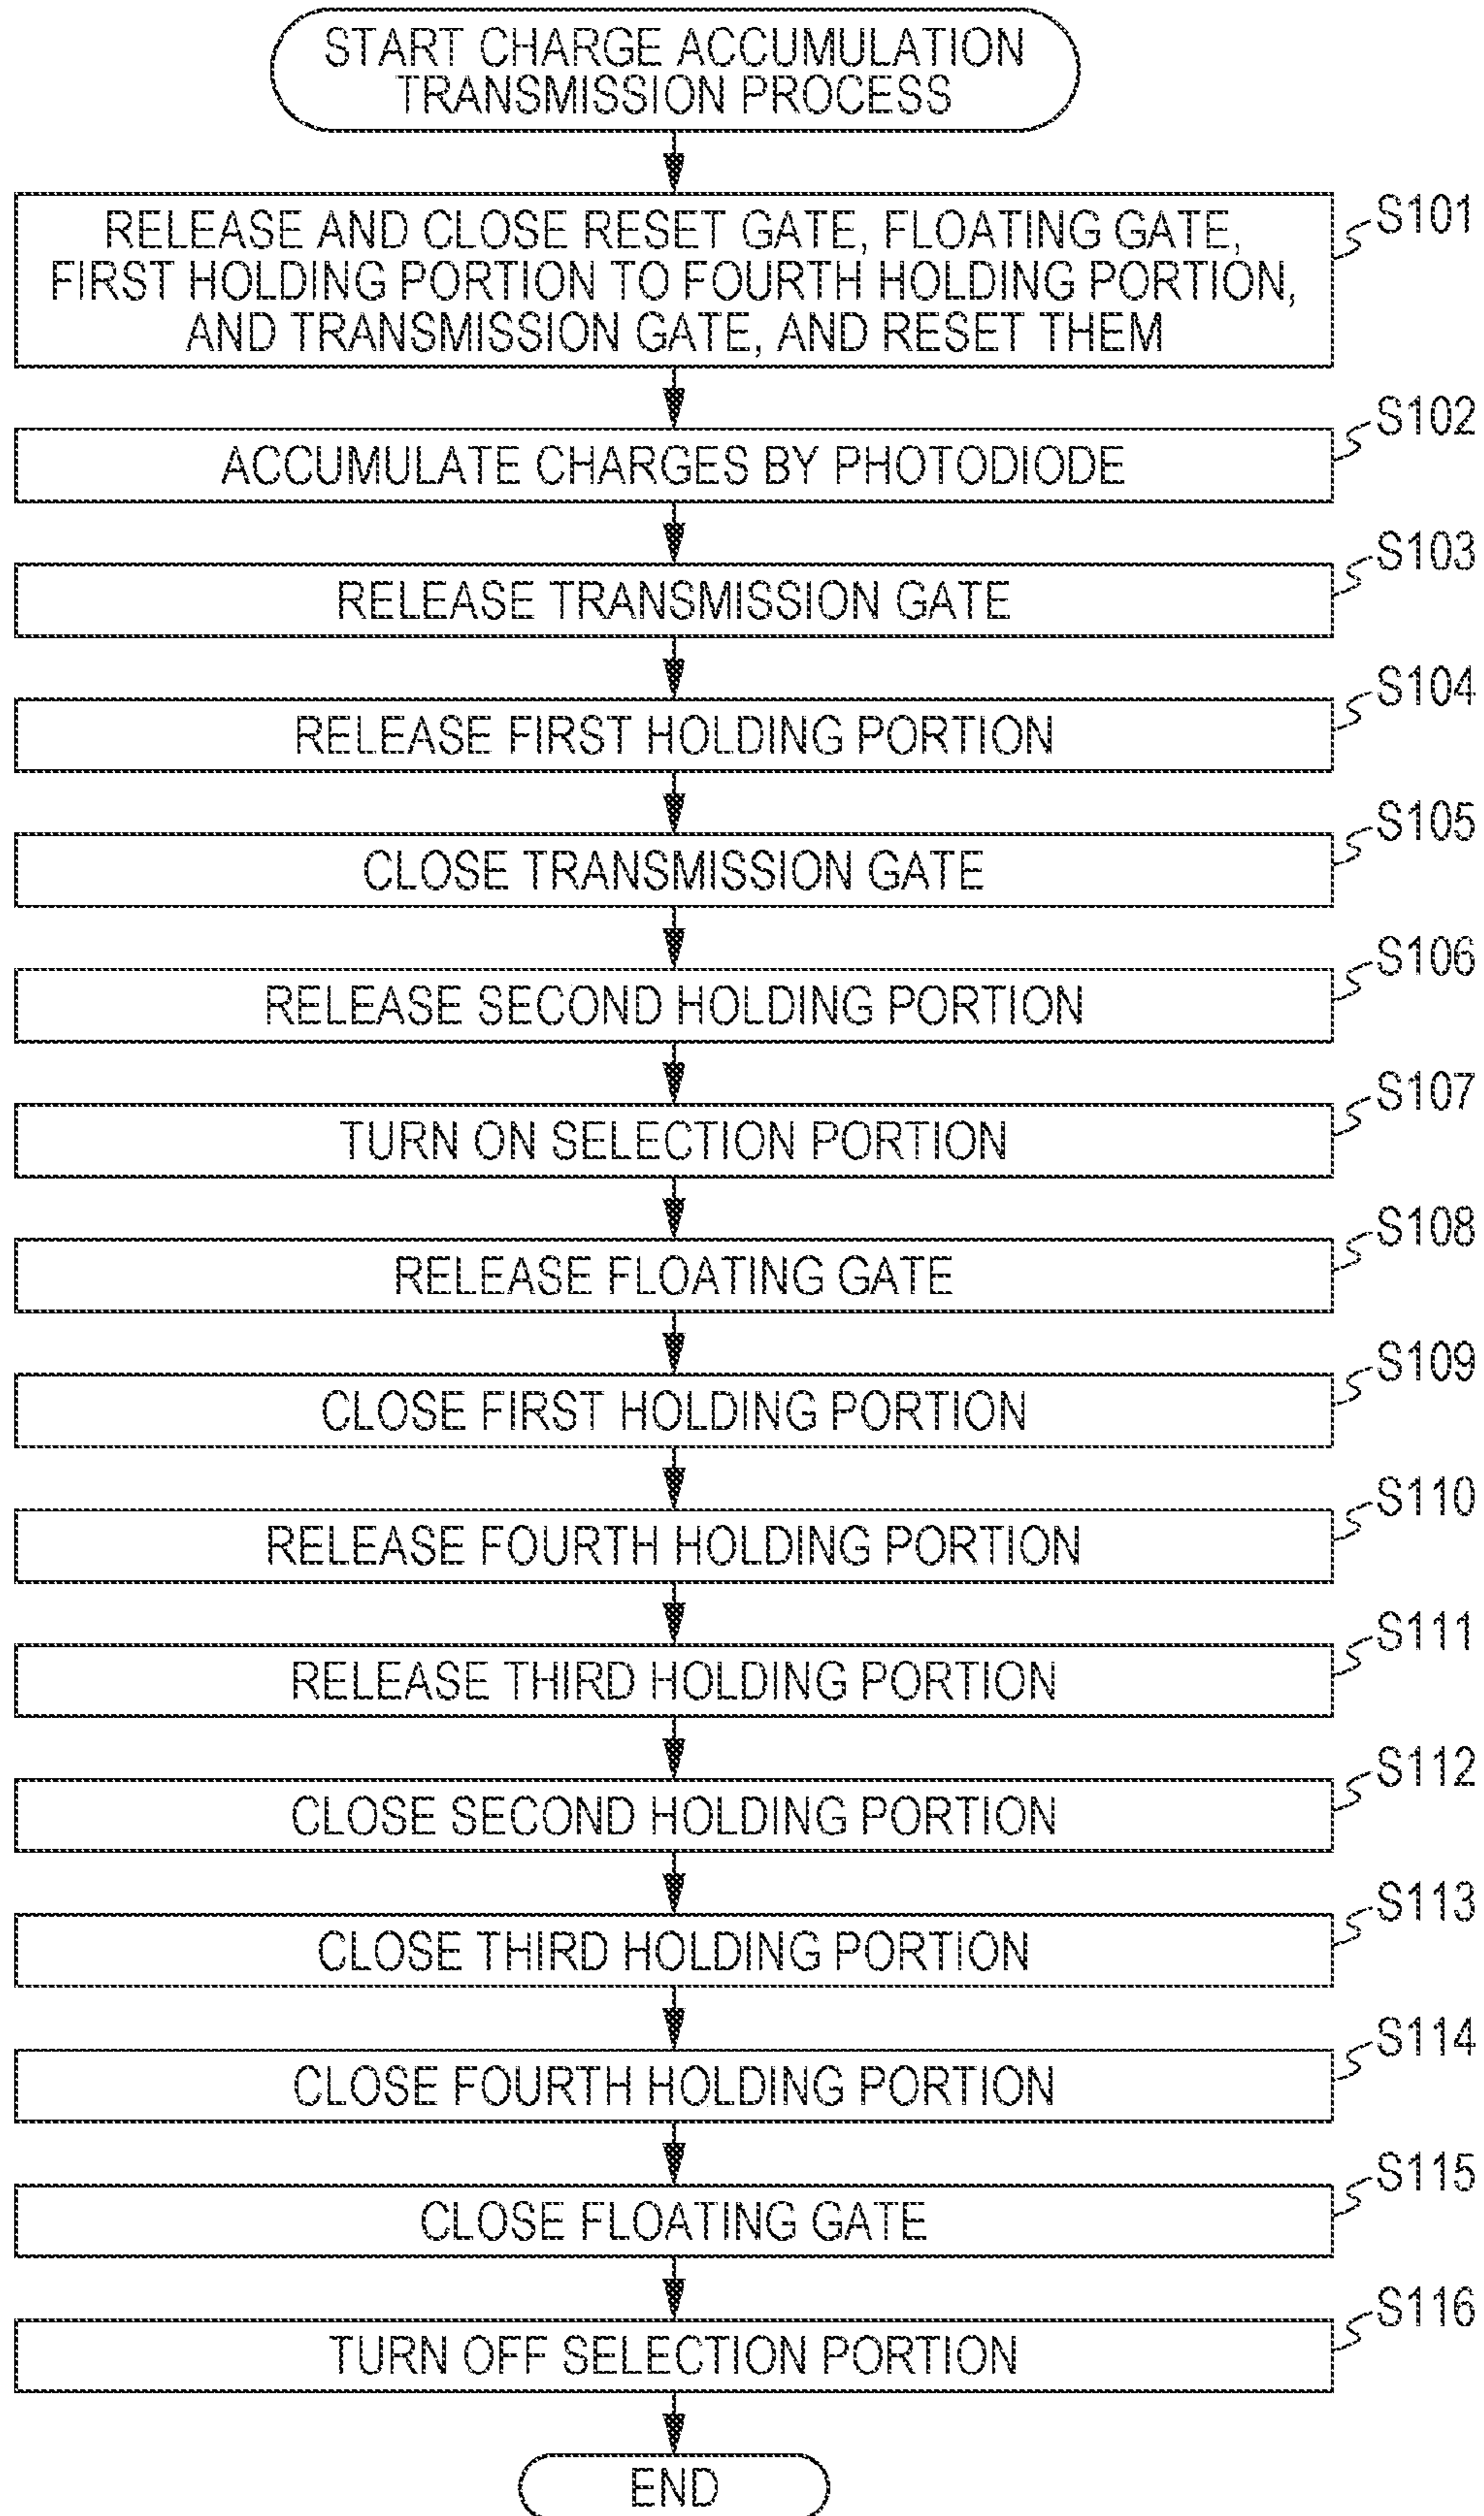 START CHARGE ACCUMULATION
TRANSMISSION PROCESS
RELEASE AND CLOSE RESET GATE, FLOATING GATE,
FIRST HOLDING PORTION TO FOURTH HOLDING PORTION,
AND TRANSMISSION GATE, AND RESET THEM
S101
ACCUMULATE CHARGES BY PHOTODIODE
S102
RELEASE TRANSMISSION GATE
S103
RELEASE FIRST HOLDING PORTION
S104
CLOSE TRANSMISSION GATE
S105
RELEASE SECOND HOLDING PORTION
S106
TURN ON SELECTION PORTION
S107
RELEASE FLOATING GATE
S108
CLOSE FIRST HOLDING PORTION
S109
RELEASE FOURTH HOLDING PORTION
S110
RELEASE THIRD HOLDING PORTION
S111
CLOSE SECOND HOLDING PORTION
S112
CLOSE THIRD HOLDING PORTION
S113
CLOSE FOURTH HOLDING PORTION
S114
CLOSE FLOATING GATE
S115
TURN OFF SELECTION PORTION
S116
END